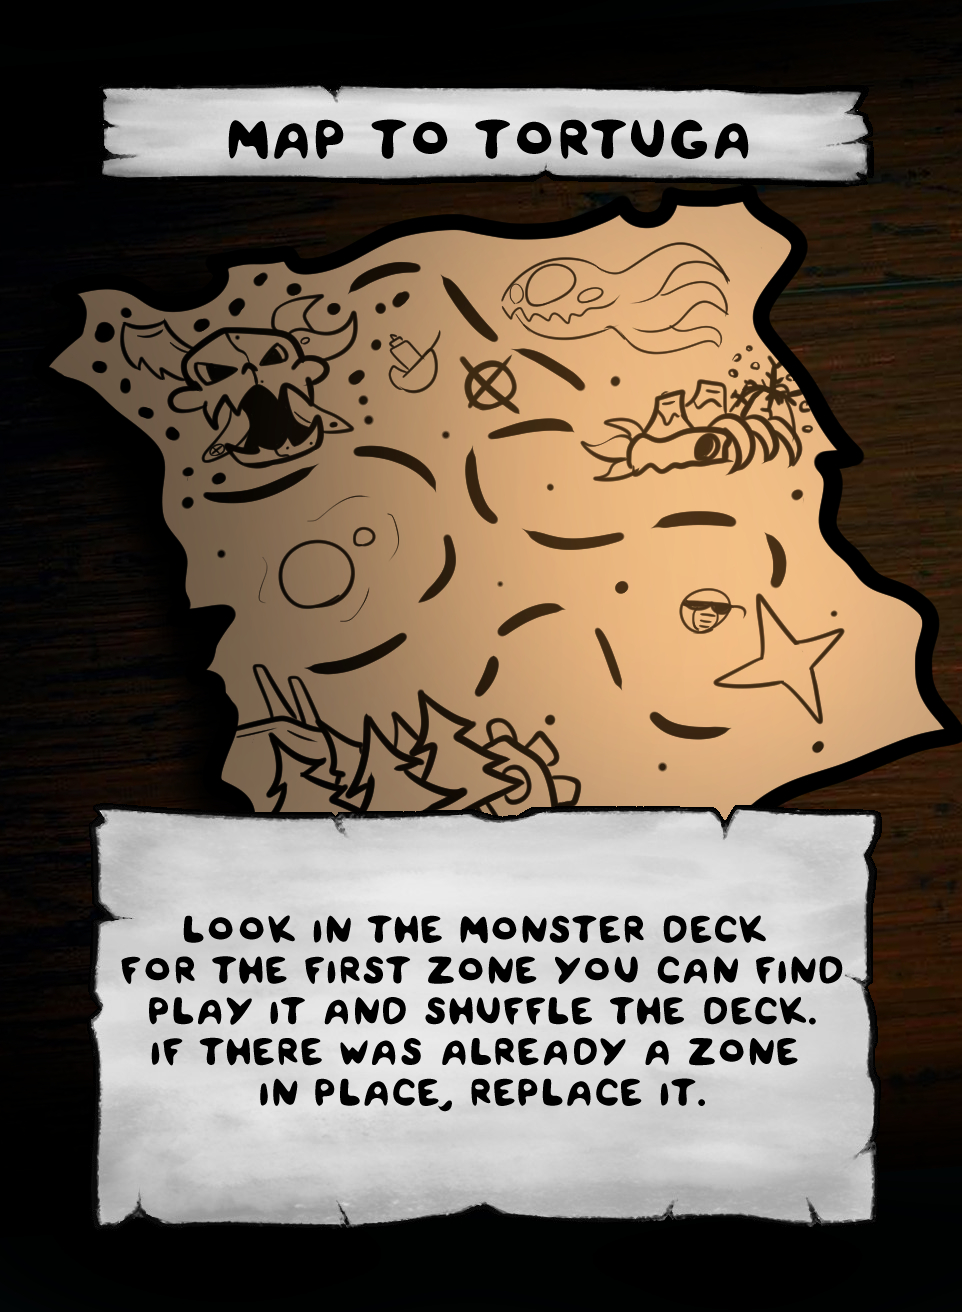 MAP TO TORTUGA
LOOK IN THE MONSTER DECK
FOR THE FIRST ZONE YOU CAN FIND
PLAY IT AND SHUFFLE THE DECK.
IF THERE WAS ALREADY A ZONE
IN PLACE, REPLACE IT.